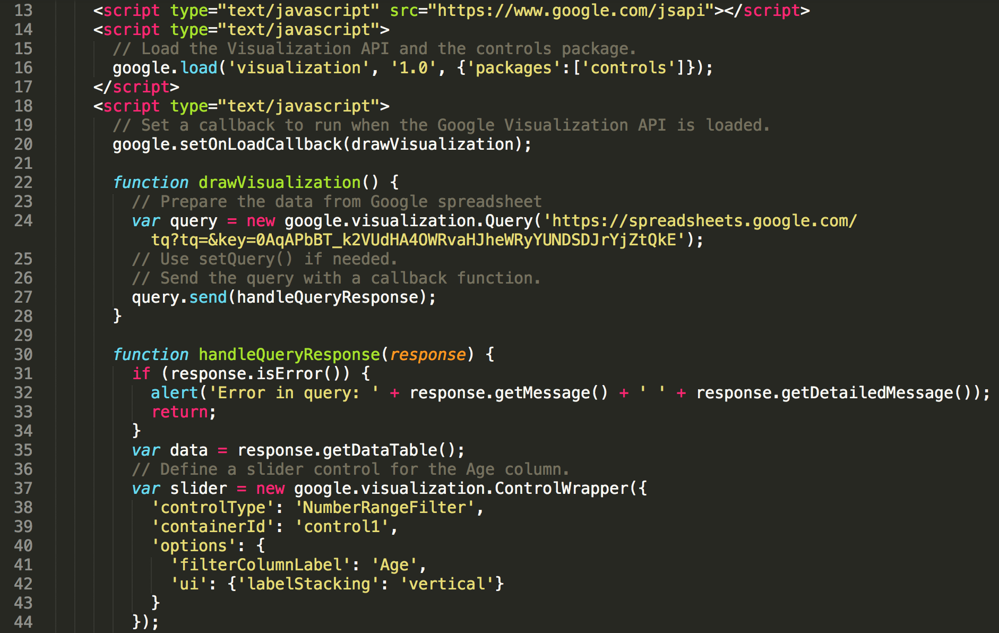 13 <script type="text/javascript" src="https://www.google.com/jsapi"></script>
14 <script type="text/javascript">
15 // Load the Visualization API and the controls package.
16 google.load('visualization', '1.0', {'packages':['controls']});
17 </script>
18 <script type="text/javascript">
19 // Set a callback to run when the Google Visualization API is loaded.
20 google.setOnLoadCallback(drawVisualization);
21
22 function drawVisualization() {
23 // Prepare the data from Google spreadsheet
24 var query = new google.visualization.Query('https://spreadsheets.google.com/
tq?tq=&key=0AqAPbBT_k2VUdHA4OWRvaHJheWRyYUNDSDJrYjZtQkE');
25 // Use setQuery() if needed.
26 // Send the query with a callback function.
27 query.send(handleQueryResponse);
28 }
29
30 function handleQueryResponse(response) {
31 if (response.isError()) {
32 alert('Error in query: ' + response.getMessage() + ' ' + response.getDetailedMessage());
33 return;
34 }
35 var data = response.getDataTable();
36 // Define a slider control for the Age column.
37 var slider = new google.visualization.ControlWrapper({
38 'controlType': 'NumberRangeFilter',
39 'containerId': 'control1',
40 'options': {
41 'filterColumnLabel': 'Age',
42 'ui': {'labelStacking': 'vertical'}
43 }
44 });